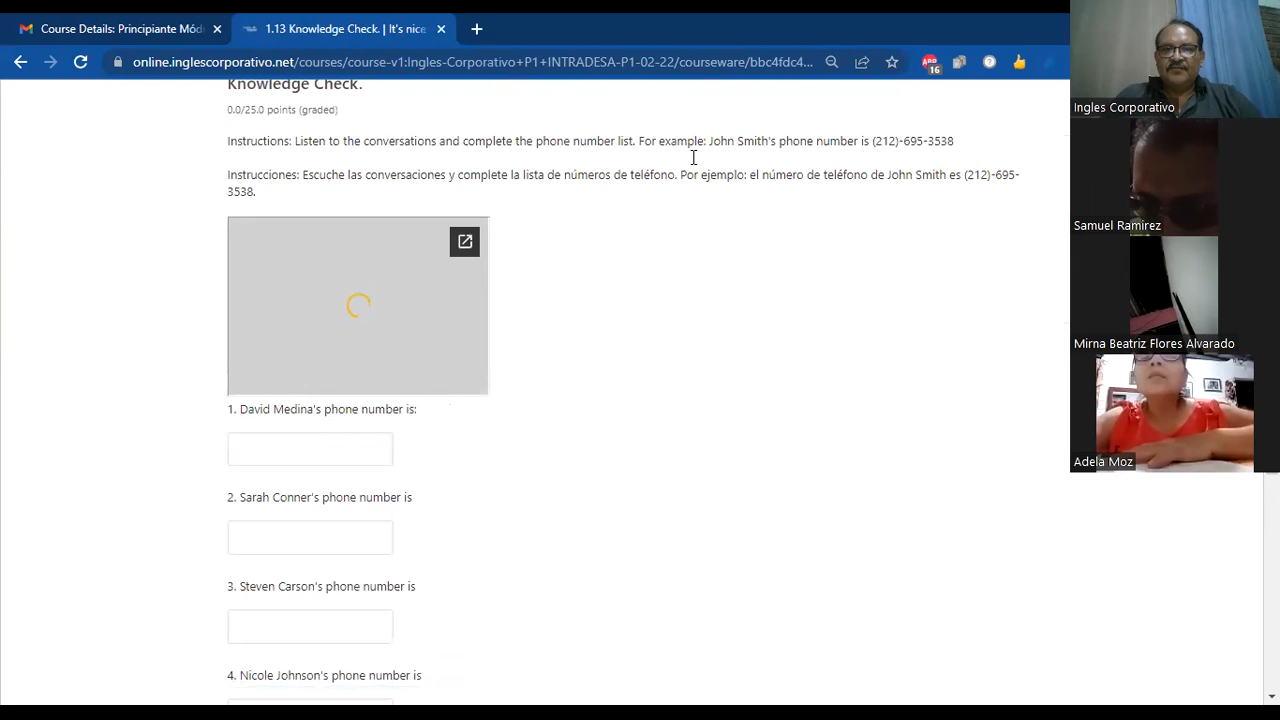 Course Details: Principiante Mód
1.13 Knowledge Check. | It's nice
online.inglescorporativo.net/courses/course-v1:Ingles-Corporativo+P1+INTRADESA-P1-02-22/courseware/bbc4fdc4...
16
Knowledge Check.
0.0/25.0 points (graded)
Instructions: Listen to the conversations and complete the phone number list. For example: John Smith's phone number is (212)-695-3538
Instrucciones: Escuche las conversaciones y complete la lista de números de teléfono. Por ejemplo: el número de teléfono de John Smith es (212)-695-
3538.
1. David Medina's phone number is:
2. Sarah Conner's phone number is
3. Steven Carson's phone number is
4. Nicole Johnson's phone number is
Ingles Corporativo
Samuel Ramirez
Mirna Beatriz Flores Alvarado
Adela Moz